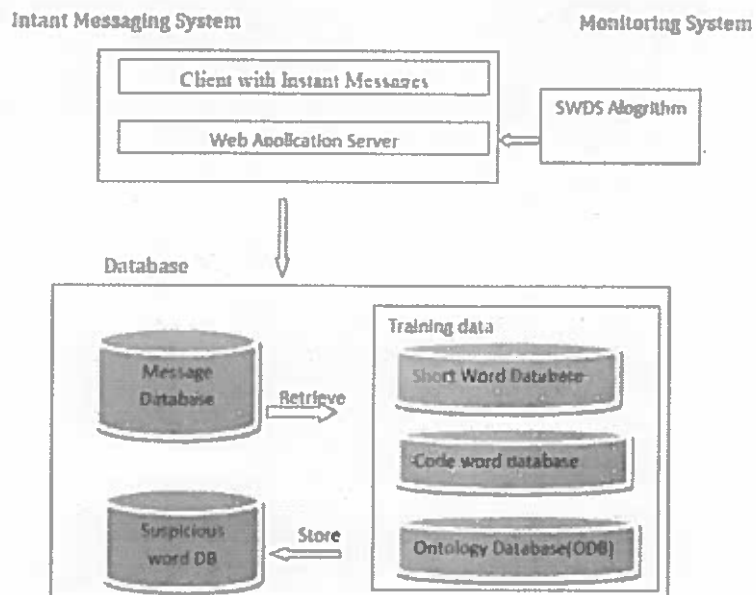 Intant Messaging System
Monitoring System
Client with Instant Messages
SWDS Alogrithm
Web Application Server
Database
Training data
Message
Database
Retrieve
Short Word Database
Code word database
Suspicious
word DB
Store
Ontology Database(ODB)